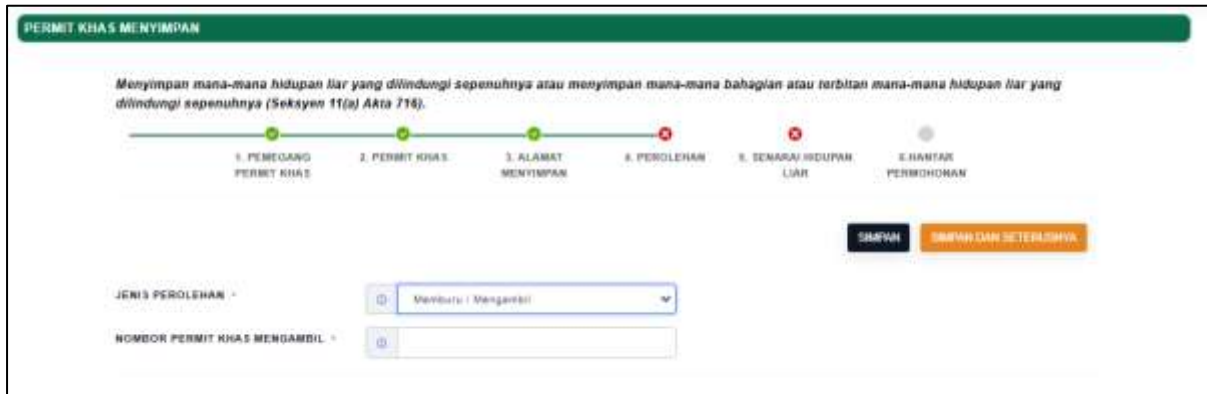 PERMIT KHAS MENYIMPAN
Menyimpan mana-mana hidupan liar yang dilindungi sepenuhnya atau menyimpan mana-mana bahagian atau terbitan mana-mana hidupan liar yang
dilindungi sepenuhnya (Seksyen 11(a) Akta 716).
1. PEMEGANG
PERMIT KHAS
2. PERMIT KHAS
3. ALAMAT
MENYIMPAN
4. PEROLEHAN
5. SENARAI HIDUPAN
LIAR
6.HANTAR
PERMOHONAN
SIMPAN
SIMPAN DAN SETERUSNYA
JENIS PEROLEHAN *
Memburu / Mengambil
NOMBOR PERMIT KHAS MENGAMBIL *